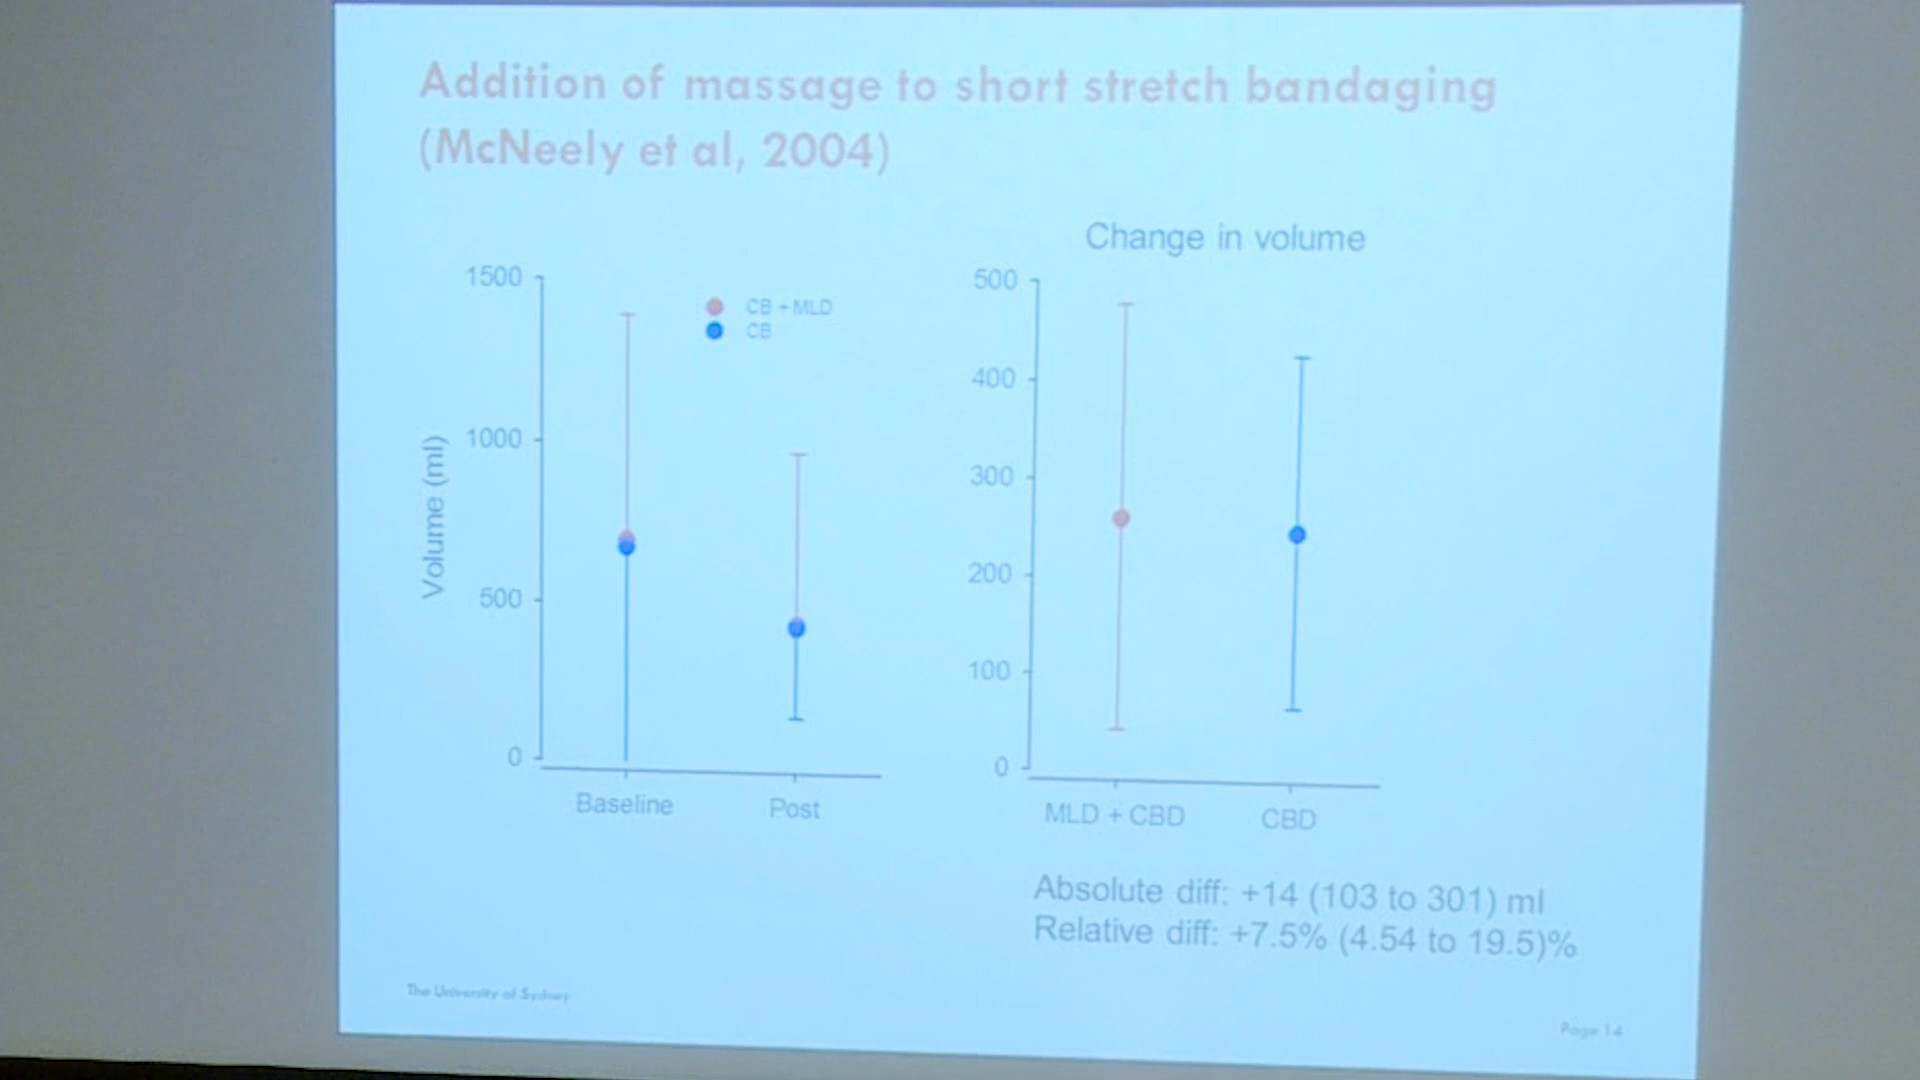 Addition of massage to short stretch bandaging
(McNeely et al, 2004)
Volume (ml)
1500
1000
500
0
CB + MLD
CB
Baseline
Post
Change in volume
500
400
300
200
100
0
MLD + CBD
CBD
Absolute diff: +14 (103 to 301) ml
Relative diff: +7.5% (4.54 to 19.5)%
The University of Sydney
Page 14